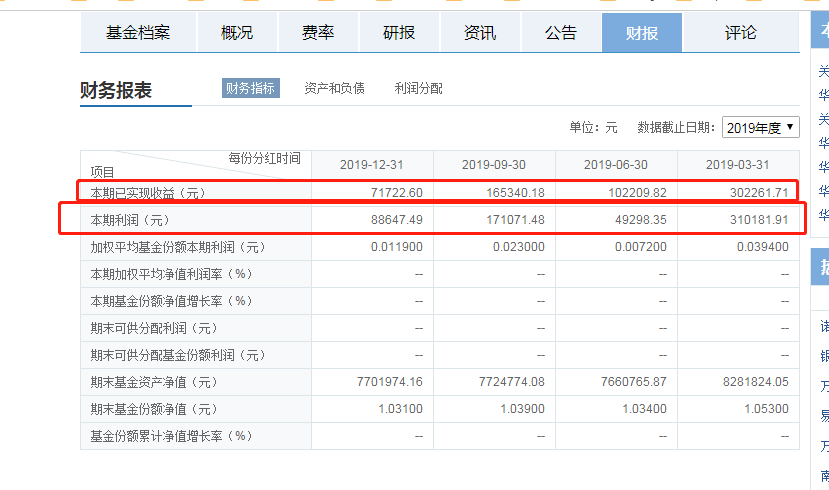 基金档案 概况 费率 研报 资讯 公告 财报 评论
财务报表 财务指标 资产和负债 利润分配
单位：元 数据截止日期： 2019年度
每份分红时间
项目 2019-12-31 2019-09-30 2019-06-30 2019-03-31
本期已实现收益（元） 71722.60 165340.18 102209.82 302261.71
本期利润（元） 88647.49 171071.48 49298.35 310181.91
加权平均基金份额本期利润（元） 0.011900 0.023000 0.007200 0.039400
本期加权平均净值利润率（%） -- -- -- --
本期基金份额净值增长率（%） -- -- -- --
期末可供分配利润（元） -- -- -- --
期末可供分配基金份额利润（元） -- -- -- --
期末基金资产净值（元） 7701974.16 7724774.08 7660765.87 8281824.05
期末基金份额净值（元） 1.03100 1.03900 1.03400 1.05300
基金份额累计净值增长率（%） -- -- -- --
关
华
关
华
华
华
华
诺
银
万
易
万
南